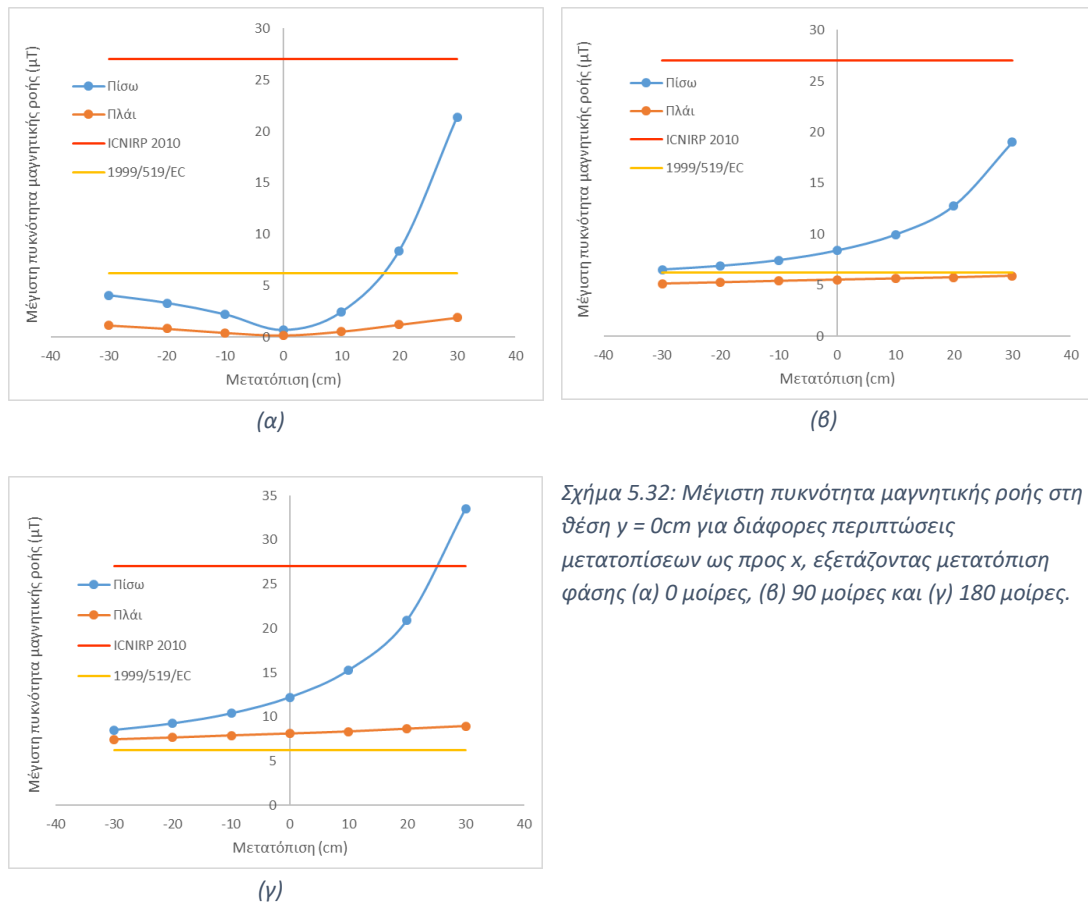 Μέγιστη πυκνότητα μαγνητικής ροής (μΤ)
30
25
20
15
10
5
0
-40 -30 -20 -10 0 10 20 30 40
Μετατόπιση (cm)
Πίσω
Πλάι
ICNIRP 2010
1999/519/EC
(α)
Μέγιστη πυκνότητα μαγνητικής ροής (μΤ)
30
25
20
15
10
5
0
-40 -30 -20 -10 0 10 20 30 40
Μετατόπιση (cm)
Πίσω
Πλάι
ICNIRP 2010
1999/519/EC
(β)
Μέγιστη πυκνότητα μαγνητικής ροής (μΤ)
35
30
25
20
15
10
5
0
-40 -30 -20 -10 0 10 20 30 40
Μετατόπιση (cm)
Πίσω
Πλάι
ICNIRP 2010
1999/519/EC
(γ)
Σχήμα 5.32: Μέγιστη πυκνότητα μαγνητικής ροής στη
θέση y = 0cm για διάφορες περιπτώσεις
μετατοπίσεων ως προς x, εξετάζοντας μετατόπιση
φάσης (α) 0 μοίρες, (β) 90 μοίρες και (γ) 180 μοίρες.